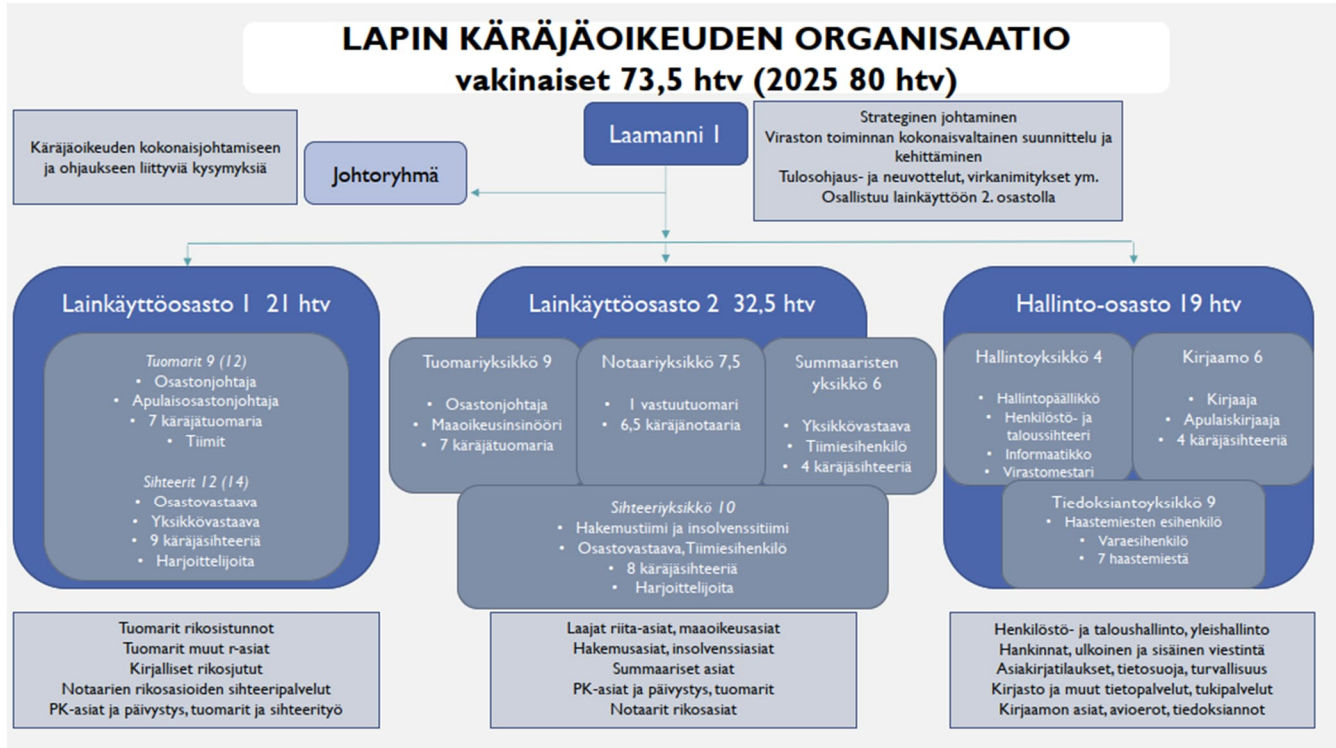 LAPIN KÄRÄJÄOIKEUDEN ORGANISAATIO
vakinaiset 73,5 htv (2025 80 htv)
Käräjäoikeuden kokonaisjohtamiseen
ja ohjaukseen liittyviä kysymyksiä
Johtoryhmä
Laamanni 1
Strateginen johtaminen
Viraston toiminnan kokonaisvaltainen suunnittelu ja
kehittäminen
Tulosohjaus- ja neuvottelut, virkanimitykset ym.
Osallistuu lainkäyttöön 2. osastolla
Lainkäyttöosasto 1 21 htv
Tuomarit 9 (12)
• Osastonjohtaja
• Apulaisosastonjohtaja
• 7 käräjätuomaria
• Tiimit
Sihteerit 12 (14)
• Osastovastaava
• Yksikkövastaava
• 9 käräjäsihteeriä
• Harjoittelijoita
Tuomarit rikosistunnot
Tuomarit muut r-asiat
Kirjalliset rikosjutut
Notaarien rikosasioiden sihteeripalvelut
PK-asiat ja päivystys, tuomarit ja sihteerityö
Lainkäyttöosasto 2 32,5 htv
Tuomariyksikkö 9
• Osastonjohtaja
• Maaoikeusinsinööri
• 7 käräjätuomaria
Notaariyksikkö 7,5
• 1 vastuutuomari
• 6,5 käräjänotaaria
Summaaristen
yksikkö 6
• Yksikkövastaava
• Tiimiesihenkilö
• 4 käräjäsihteeriä
Sihteeriyksikkö 10
• Hakemustiimi ja insolvenssitiimi
• Osastovastaava, Tiimiesihenkilö
• 8 käräjäsihteeriä
• Harjoittelijoita
Laajat riita-asiat, maaoikeusasiat
Hakemusasiat, insolvenssiasiat
Summaariset asiat
PK-asiat ja päivystys, tuomarit
Notaarit rikosasiat
Hallinto-osasto 19 htv
Hallintoyksikkö 4
• Hallintopäällikkö
• Henkilöstö- ja
taloussihteeri
• Informaatikko
• Virastomestari
Kirjaamo 6
• Kirjaaja
• Apulaiskirjaaja
• 4 käräjäsihteeriä
Tiedoksiantoyksikkö 9
• Haastemiesten esihenkilö
• Varaesihenkilö
• 7 haastemiestä
Henkilöstö- ja taloushallinto, yleishallinto
Hankinnat, ulkoinen ja sisäinen viestintä
Asiakirjatilaukset, tietosuoja, turvallisuus
Kirjasto ja muut tietopalvelut, tukipalvelut
Kirjaamon asiat, avioerot, tiedoksiannot